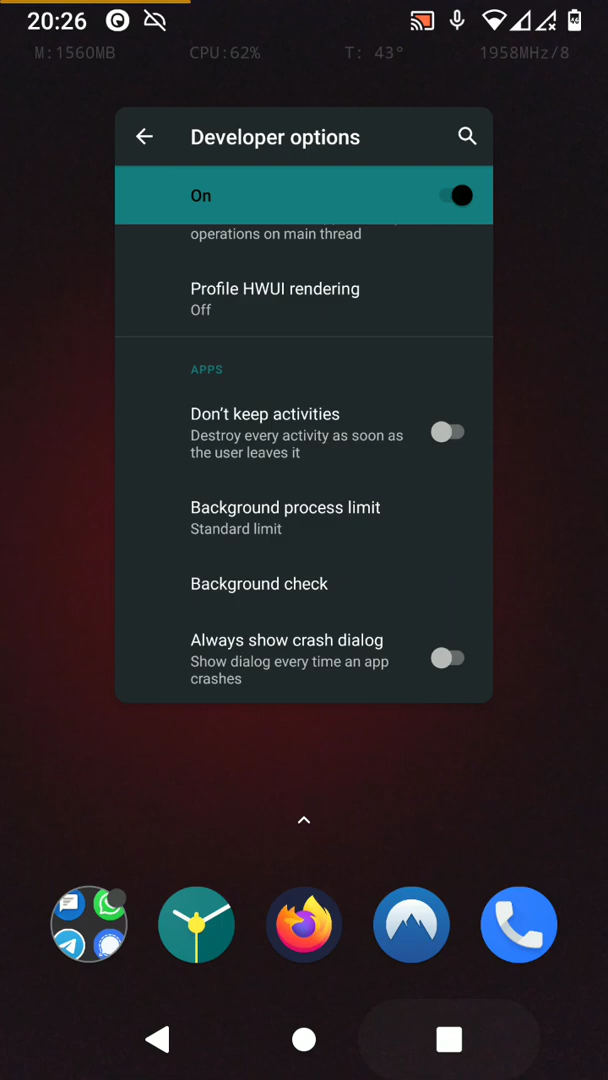 20:26
M:1560MB CPU:62% T: 43° 1958MHz/8
Developer options
On
operations on main thread
Profile HWUI rendering
Off
APPS
Don’t keep activities
Destroy every activity as soon as
the user leaves it
Background process limit
Standard limit
Background check
Always show crash dialog
Show dialog every time an app
crashes